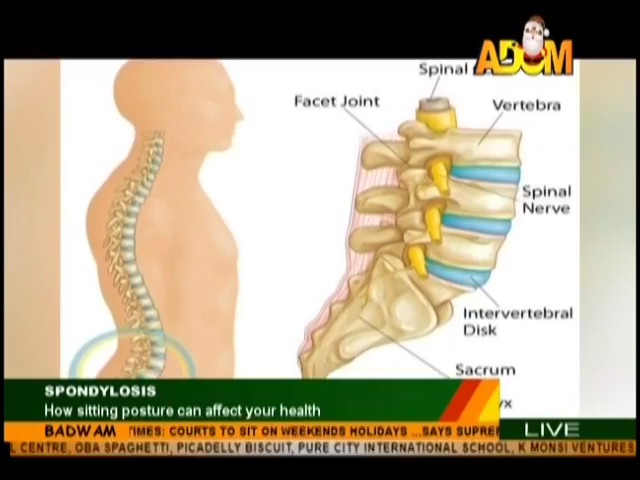 ADOM
Spinal
Facet Joint
Vertebra
Spinal
Nerve
Intervertebral
Disk
Sacrum
yx
SPONDYLOSIS
How sitting posture can affect your health
BADWAM
TIMES: COURTS TO SIT ON WEEKENDS HOLIDAYS ...SAYS SUPREM
LIVE
L CENTRE, OBA SPAGHETTI, PICADELLY BISCUIT, PURE CITY INTERNATIONAL SCHOOL, K MONSI VENTURES